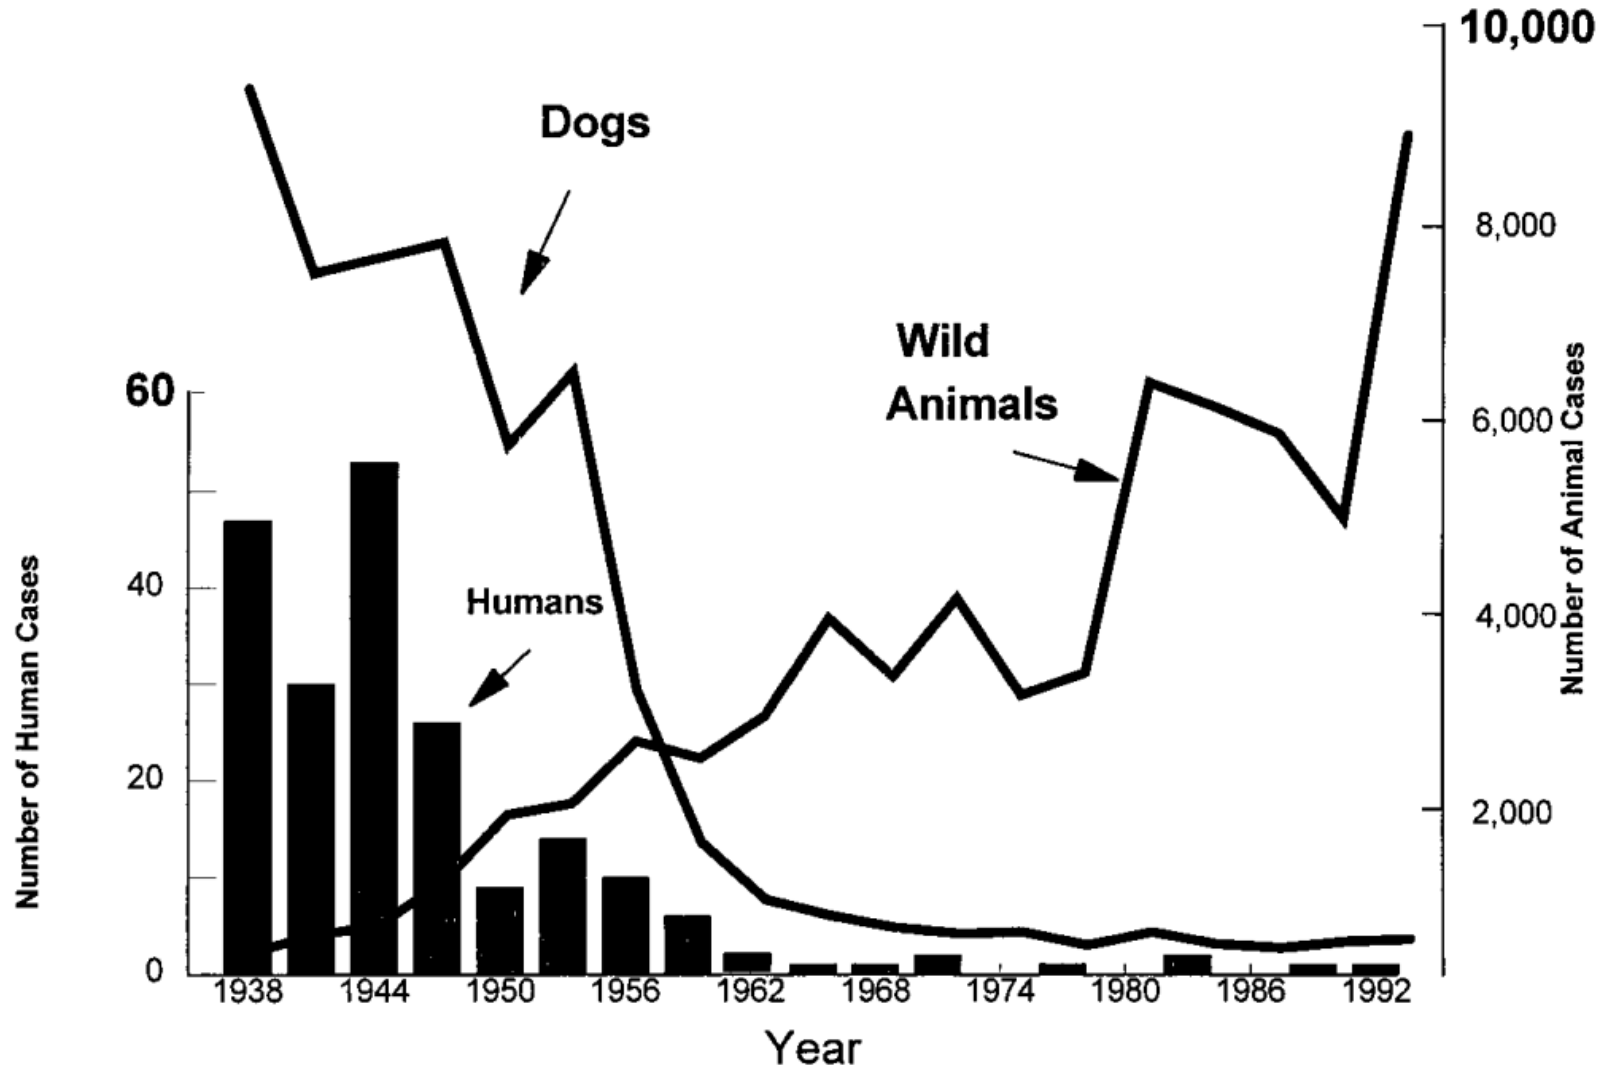 10,000
Dogs
8,000
Wild
Animals
60
6,000
40
Humans
4,000
20
2,000
0
1938 1944 1950 1956 1962 1968 1974 1980 1986 1992
Year
Number of Human Cases
Number of Animal Cases